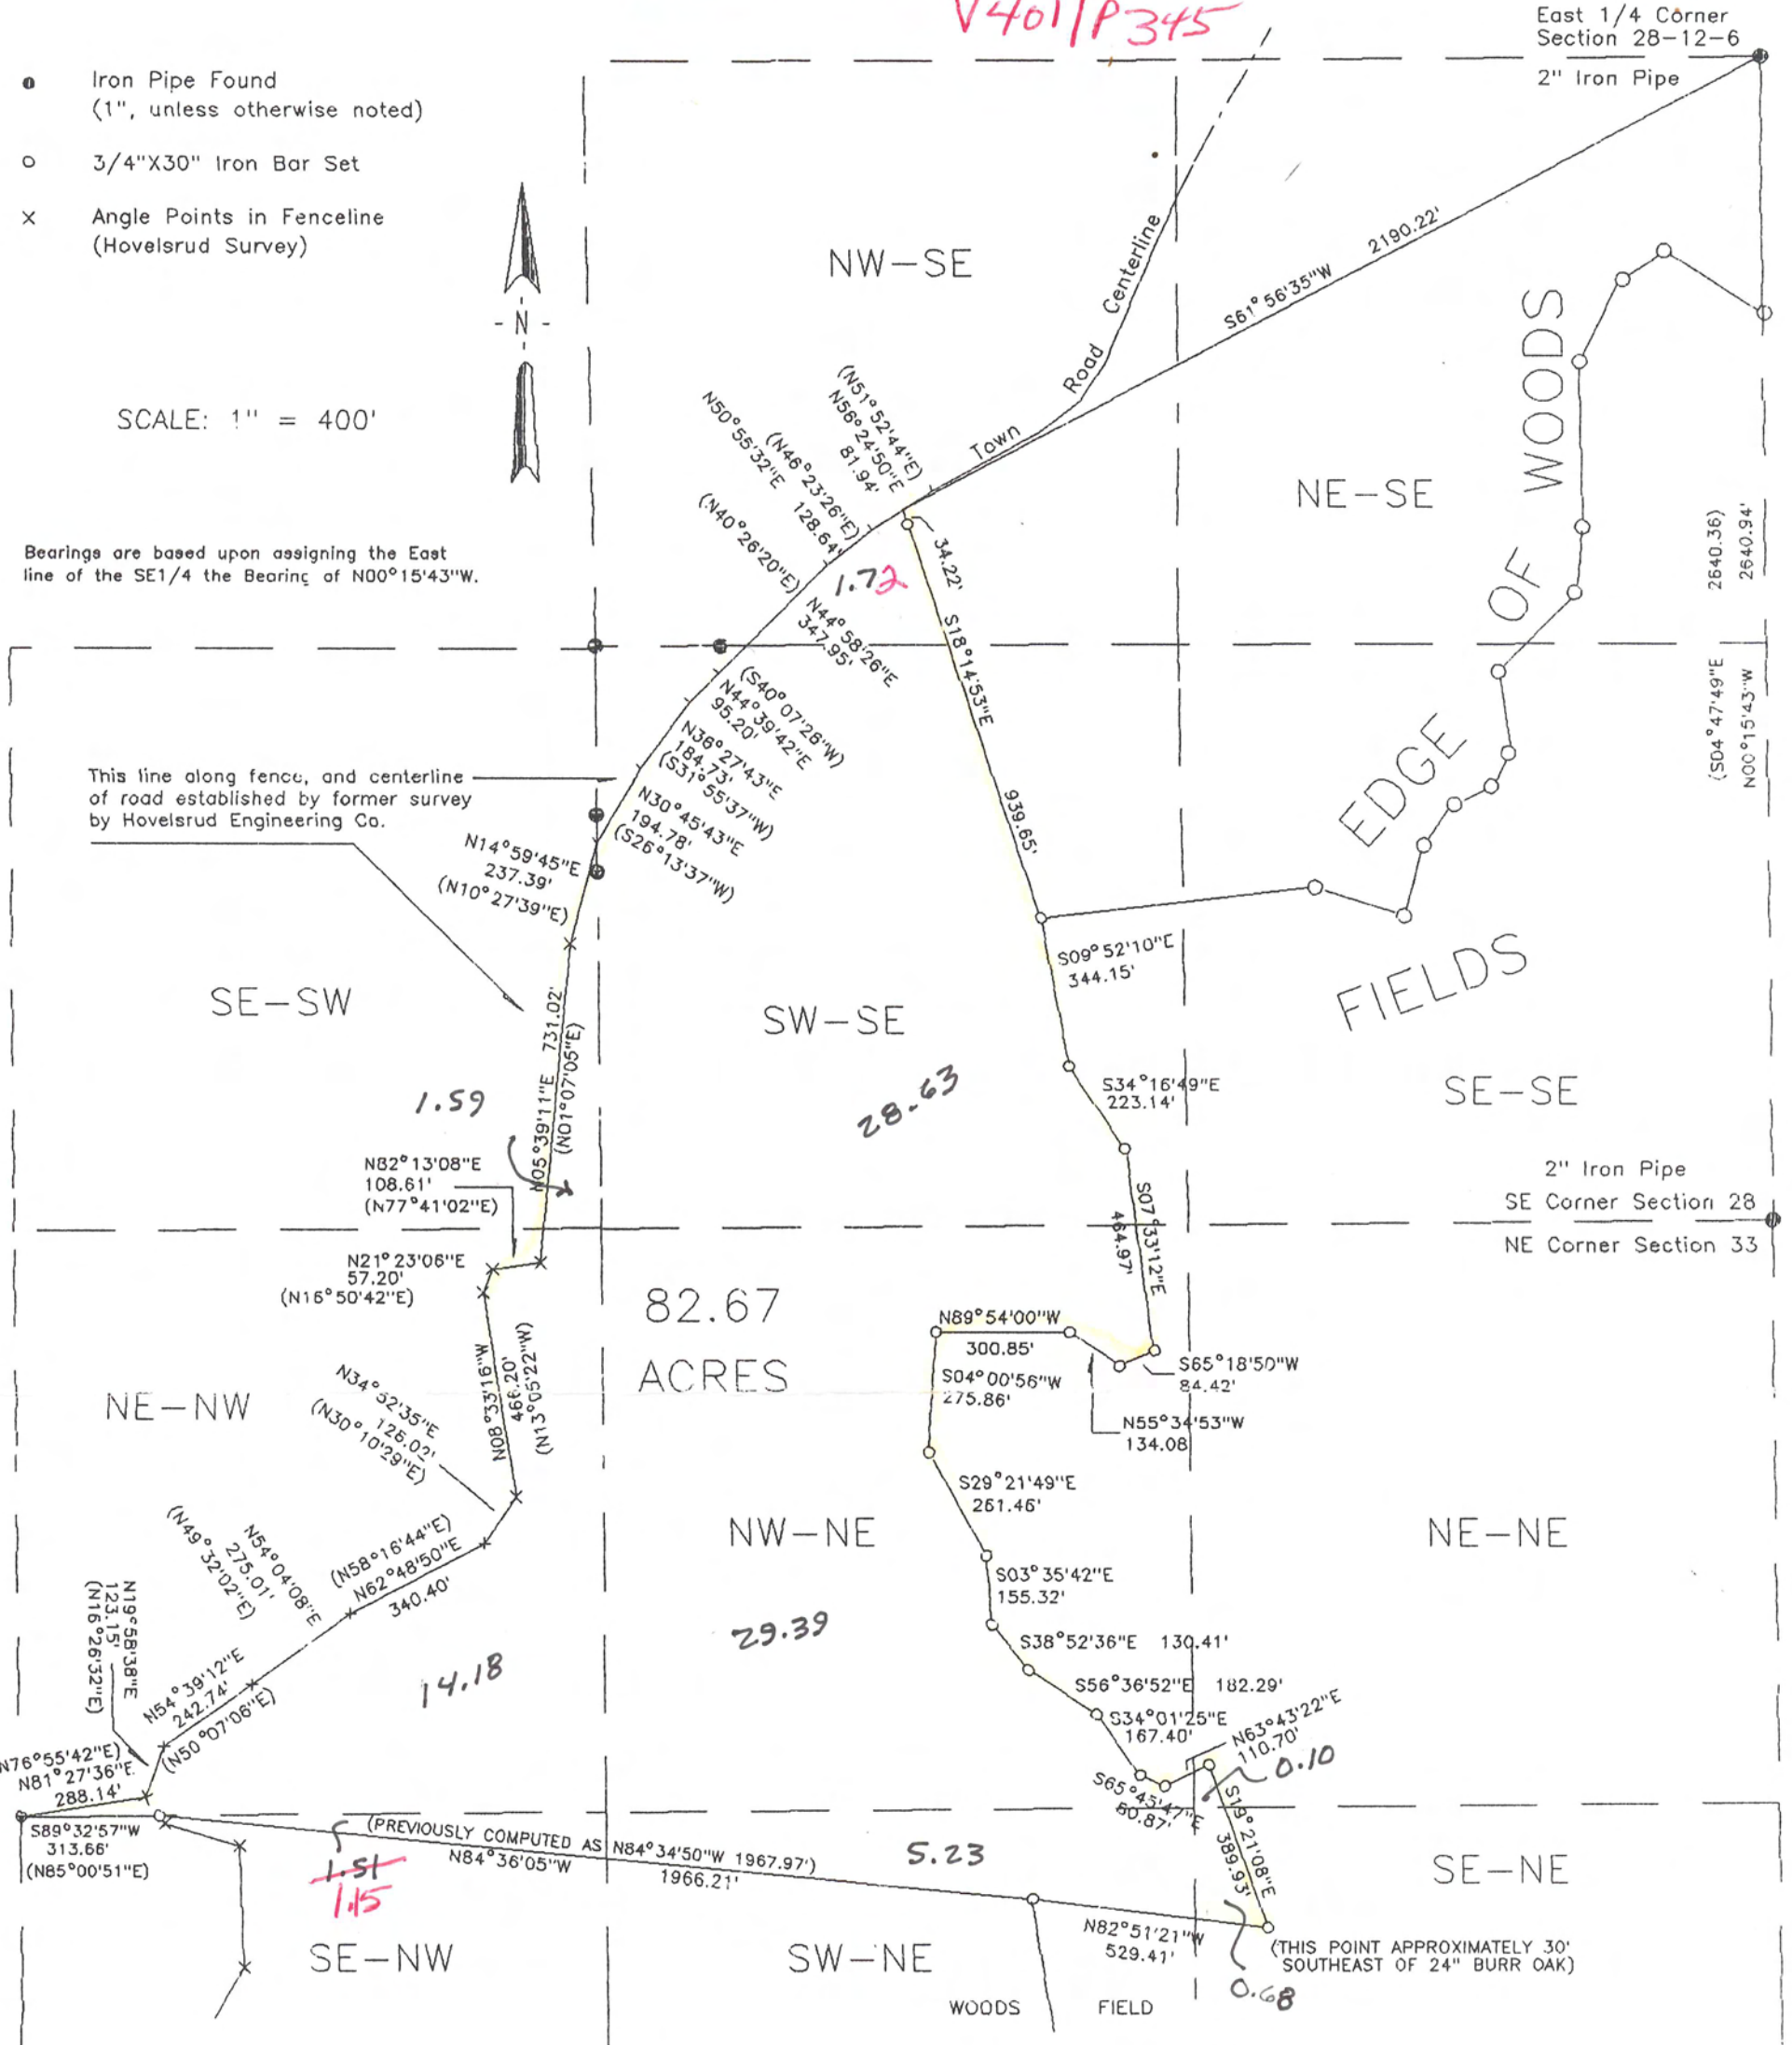 V401/P345
East 1/4 Corner
Section 28-12-6
2" Iron Pipe
Iron Pipe Found
(1", unless otherwise noted)
3/4"X30" Iron Bar Set
Angle Points in Fenceline
(Hovelsrud Survey)
- N -
SCALE: 1" = 400'
Bearings are based upon assigning the East
line of the SE1/4 the Bearing of N00°15'43"W.
NW-SE
Town Road Centerline
S61°56'35"W 2190.22'
NE-SE
EDGE OF WOODS
FIELDS
2640.36)
2640.94'
(S04°47'49"E
N00°15'43"W
(N51°52'44"E)
N56°24'50"E
81.94'
N50°55'32"E
(N46°23'26"E)
128.64'
(N40°26'20"E)
1.72
N44°58'26"E
347.95'
34.22'
S18°14'53"E
939.65'
(S40°07'26"W)
N44°39'42"E
95.20'
N36°27'43"E
184.73'
(S31°55'37"W)
N30°45'43"E
194.78'
(S26°13'37"W)
This line along fence, and centerline
of road established by former survey
by Hovelsrud Engineering Co.
N14°59'45"E
237.39'
(N10°27'39"E)
SE-SW
SW-SE
S09°52'10"E
344.15'
N05°39'11"E 731.02'
(N01°07'05"E)
1.59
28.63
S34°16'49"E
223.14'
SE-SE
N82°13'08"E
108.61'
(N77°41'02"E)
S07°33'12"E
464.97'
2" Iron Pipe
SE Corner Section 28
NE Corner Section 33
N21°23'06"E
57.20'
(N16°50'42"E)
82.67
ACRES
N89°54'00"W
300.85'
S65°18'50"W
84.42'
S04°00'56"W
275.86'
N55°34'53"W
134.08
N08°33'16"W
466.20'
(N13°05'22"W)
NE-NW
N34°52'35"E
126.02'
(N30°10'29"E)
S29°21'49"E
261.46'
NW-NE
NE-NE
(N58°16'44"E)
N62°48'50"E
340.40'
N54°04'08"E
275.01'
(N49°32'02"E)
S03°35'42"E
155.32'
29.39
14.18
N19°58'38"E
123.15'
(N16°26'32"E)
N54°39'12"E
242.74'
(N50°07'06"E)
S38°52'36"E 130.41'
S56°36'52"E 182.29'
S34°01'25"E
167.40'
N63°43'22"E
110.70'
0.10
S65°45'47"E
60.87'
S19°21'08"E
389.93'
N76°55'42"E)
N81°27'36"E
288.14'
S89°32'57"W
313.66'
(N85°00'51"E)
(PREVIOUSLY COMPUTED AS N84°34'50"W 1967.97')
N84°36'05"W
1966.21'
1.51
1.15
5.23
SE-NE
N82°51'21"W
529.41'
(THIS POINT APPROXIMATELY 30'
SOUTHEAST OF 24" BURR OAK)
0.68
SE-NW
SW-NE
WOODS
FIELD